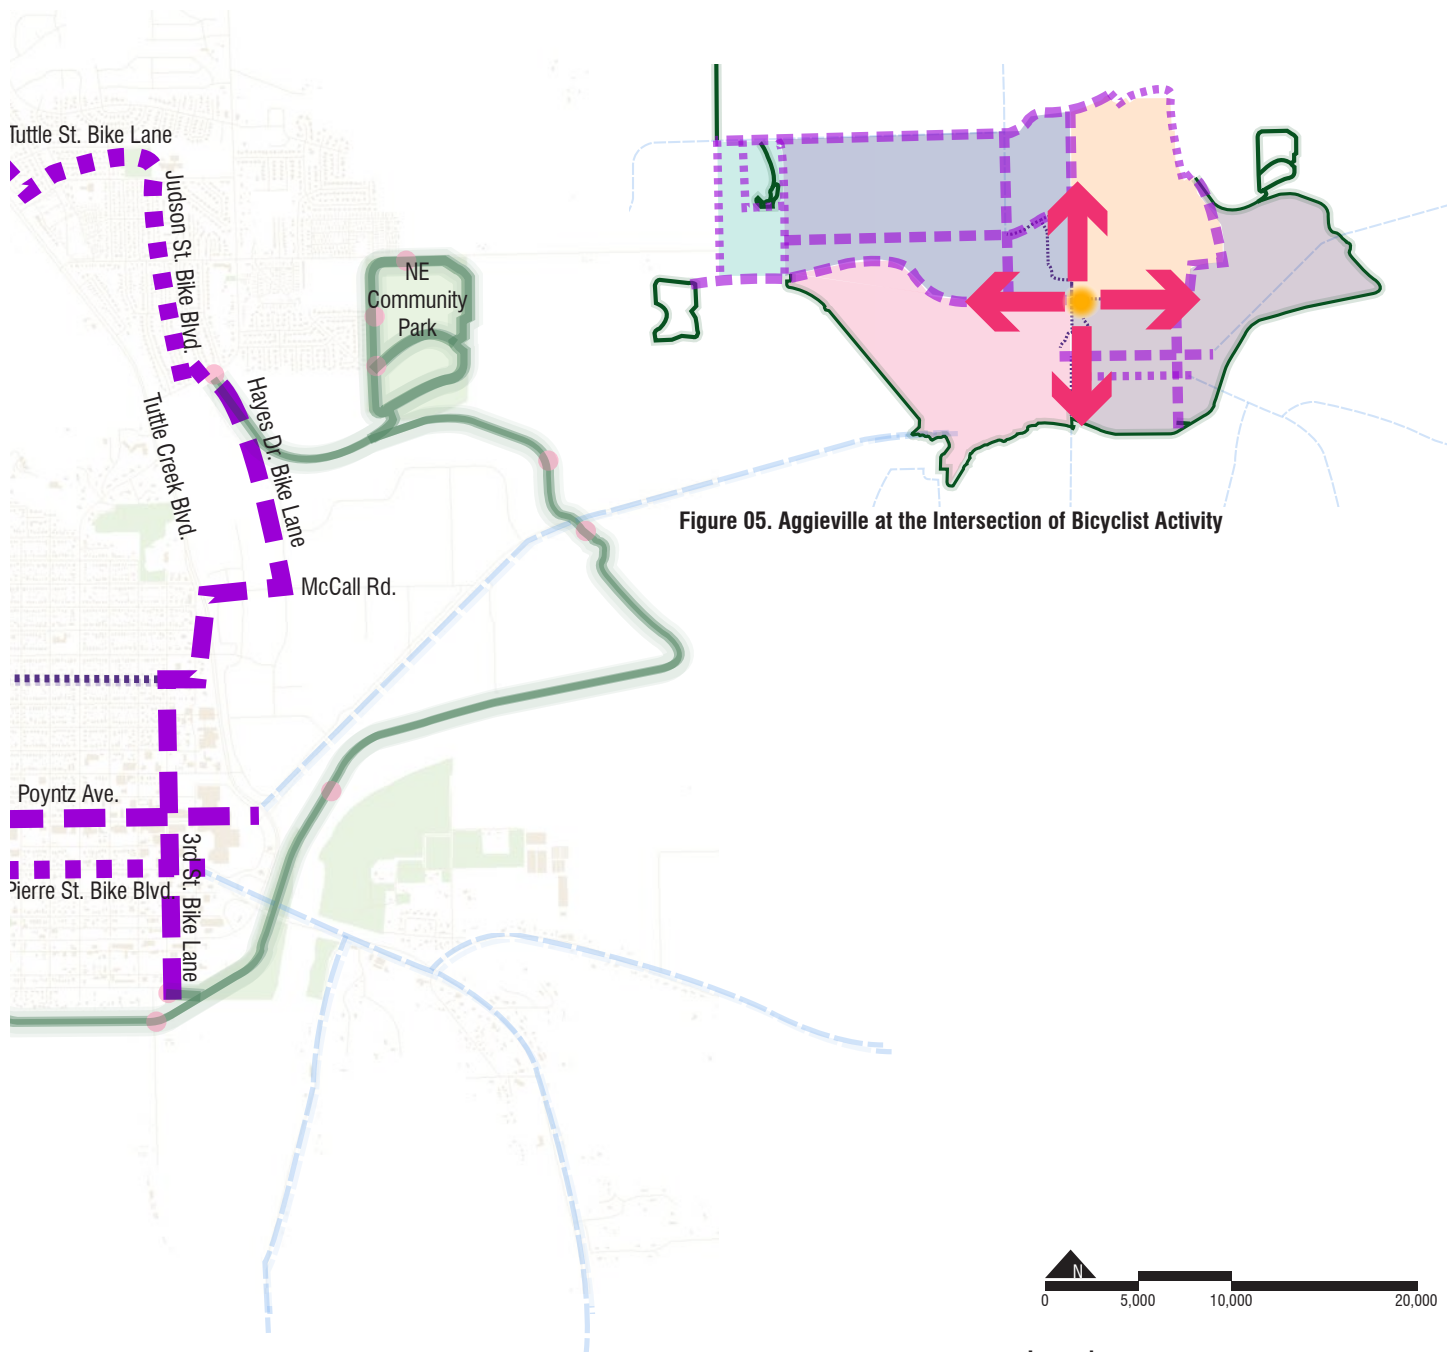 Tuttle St. Bike Lane
Judson St. Bike Blvd.
NE
Community
Park
Hayes Dr. Bike Lane
Tuttle Creek Blvd.
Figure 05. Aggieville at the Intersection of Bicyclist Activity
McCall Rd.
Poyntz Ave.
3rd St. Bike Lane
Pierre St. Bike Blvd.
N
0
5,000
10,000
20,000